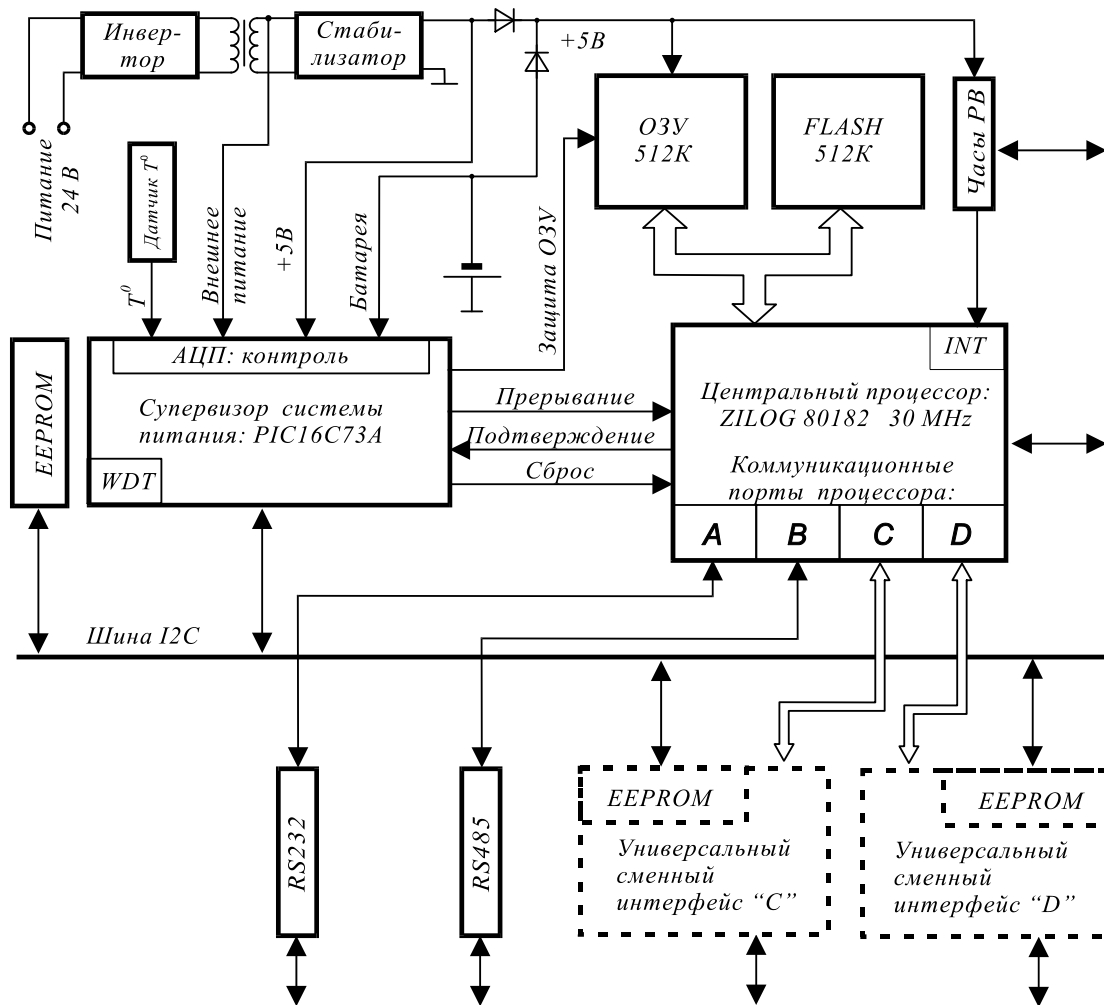 Инвер-
тор
Стаби-
лизатор
+5В
Питание
24 В
Датчик T⁰
T⁰
Внешнее
питание
+5В
Батарея
Защита ОЗУ
ОЗУ
512К
FLASH
512К
Часы РВ
EEPROM
АЦП: контроль
Супервизор системы
питания: PIC16C73A
WDT
Прерывание
Подтверждение
Сброс
INT
Центральный процессор:
ZILOG 80182 30 MHz
Коммуникационные
порты процессора:
A
B
C
D
Шина I2C
RS232
RS485
EEPROM
Универсальный
сменный
интерфейс “C”
EEPROM
Универсальный
сменный
интерфейс “D”